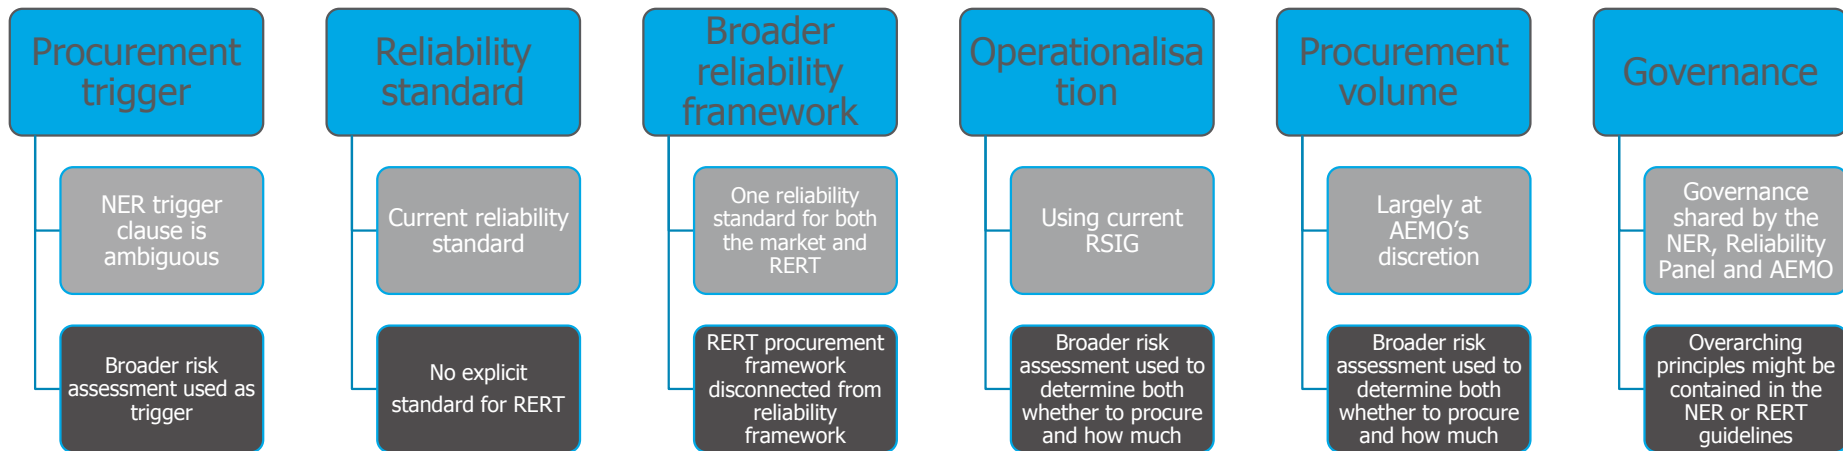 Procurement
trigger
NER trigger
clause is
ambiguous
Broader risk
assessment used as
trigger
Reliability
standard
Current reliability
standard
No explicit
standard for RERT
Broader
reliability
framework
One reliability
standard for both
the market and
RERT
RERT procurement
framework
disconnected from
reliability
framework
Operationalisa
tion
Using current
RSIG
Broader risk
assessment used to
determine both
whether to procure
and how much
Procurement
volume
Largely at
AEMO’s
discretion
Broader risk
assessment used to
determine both
whether to procure
and how much
Governance
Governance
shared by the
NER, Reliability
Panel and AEMO
Overarching
principles might be
contained in the
NER or RERT
guidelines